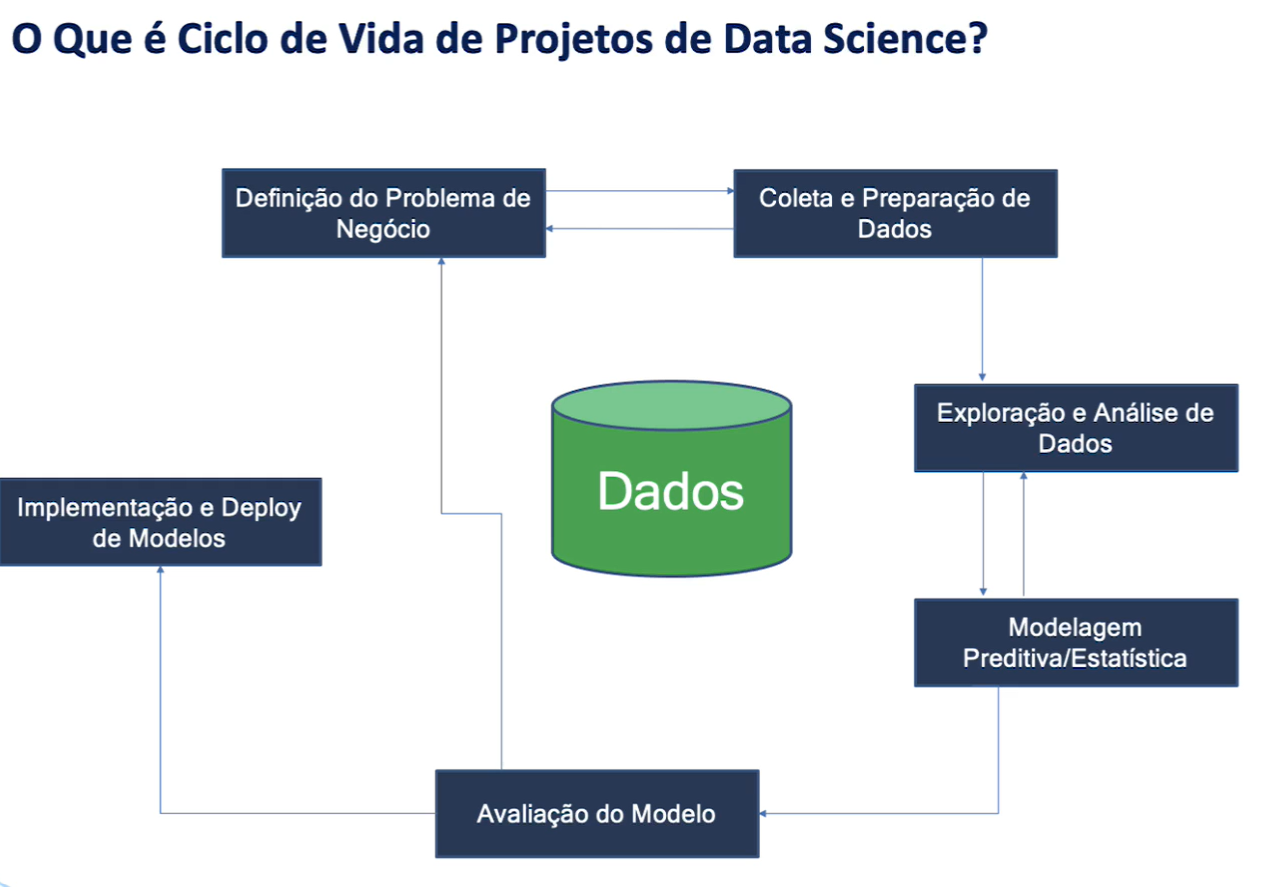 O Que é Ciclo de Vida de Projetos de Data Science?
Definição do Problema de
Negócio
Coleta e Preparação de
Dados
Exploração e Análise de
Dados
Dados
Implementação e Deploy
de Modelos
Modelagem
Preditiva/Estatística
Avaliação do Modelo